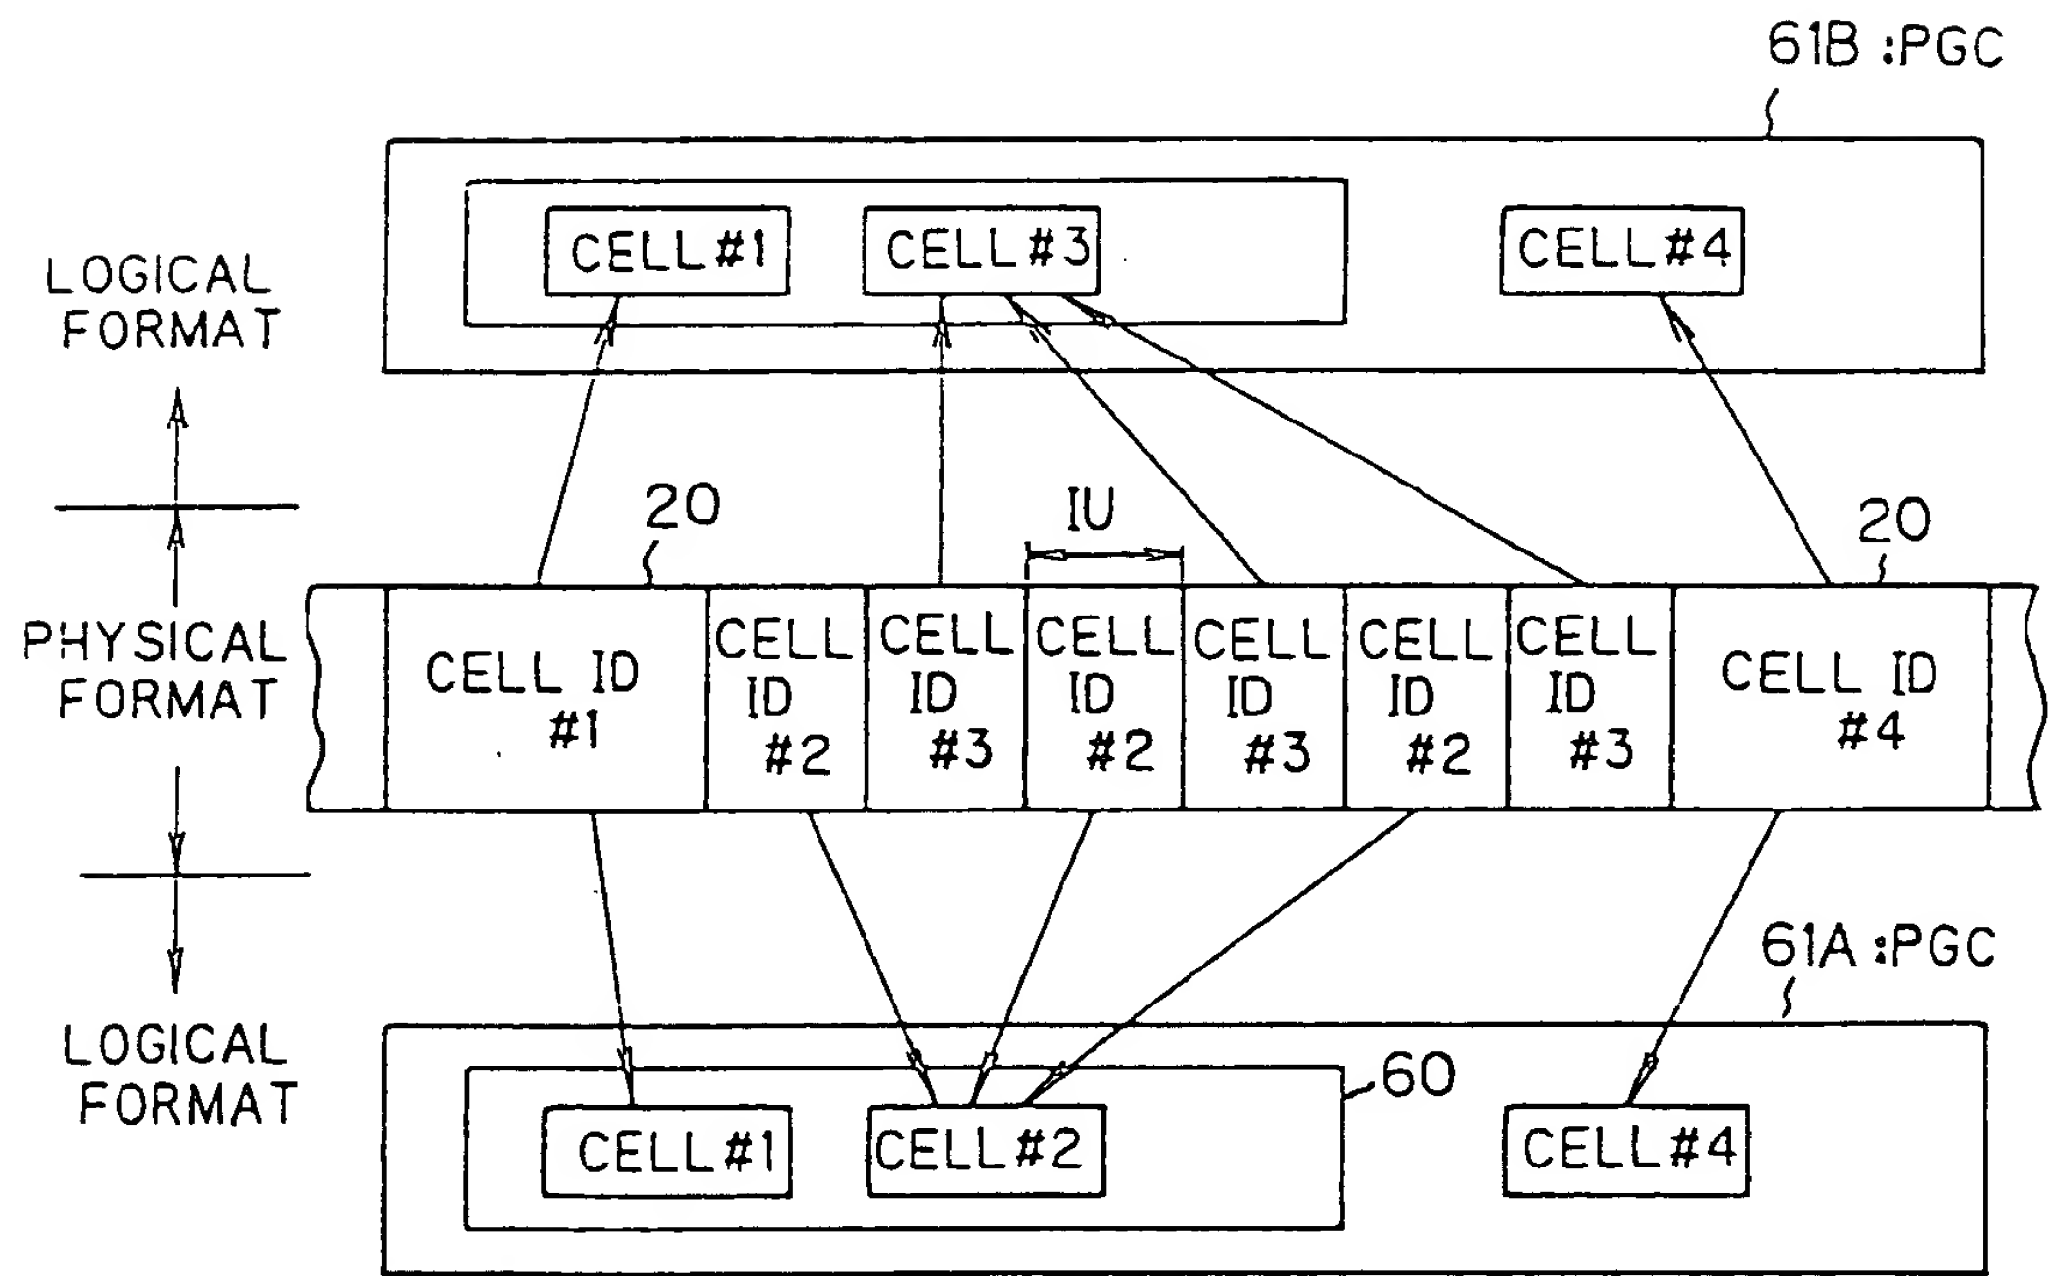 61B :PGC
CELL #1
CELL #3
CELL #4
LOGICAL
FORMAT
20
IU
20
PHYSICAL
FORMAT
CELL ID
#1
CELL
ID
#2
CELL
ID
#3
CELL
ID
#2
CELL
ID
#3
CELL
ID
#2
CELL
ID
#3
CELL ID
#4
61A :PGC
LOGICAL
FORMAT
60
CELL #1
CELL #2
CELL #4